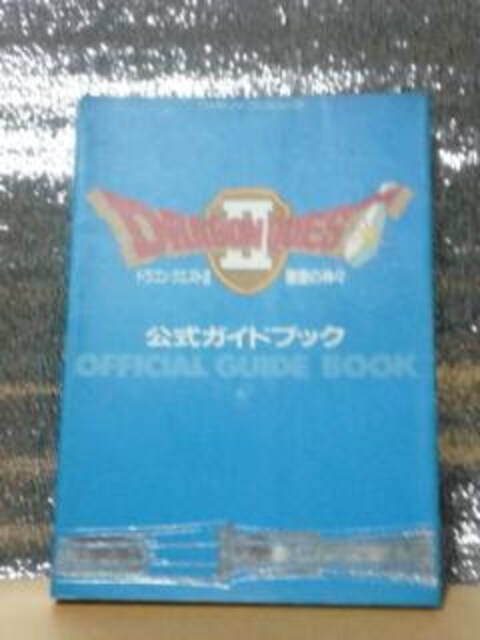 DRAGON QUEST
II
ドラゴンクエストII 悪霊の神々
公式ガイドブック
OFFICIAL GUIDE BOOK